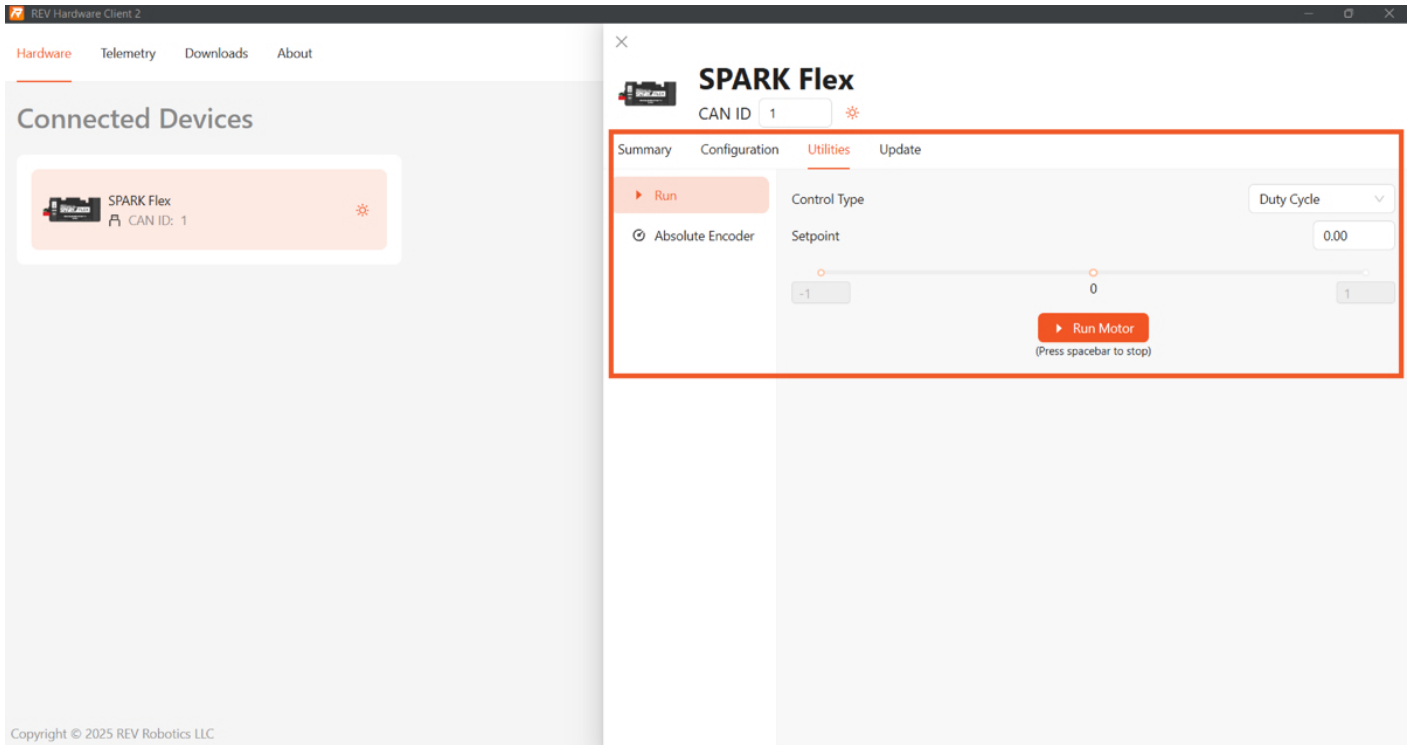 REV Hardware Client 2
Hardware Telemetry Downloads About
Connected Devices
SPARK Flex
CAN ID: 1
Copyright © 2025 REV Robotics LLC
SPARK Flex
CAN ID 1
Summary Configuration Utilities Update
Run
Absolute Encoder
Control Type Duty Cycle
Setpoint 0.00
-1 0 1
Run Motor
(Press spacebar to stop)